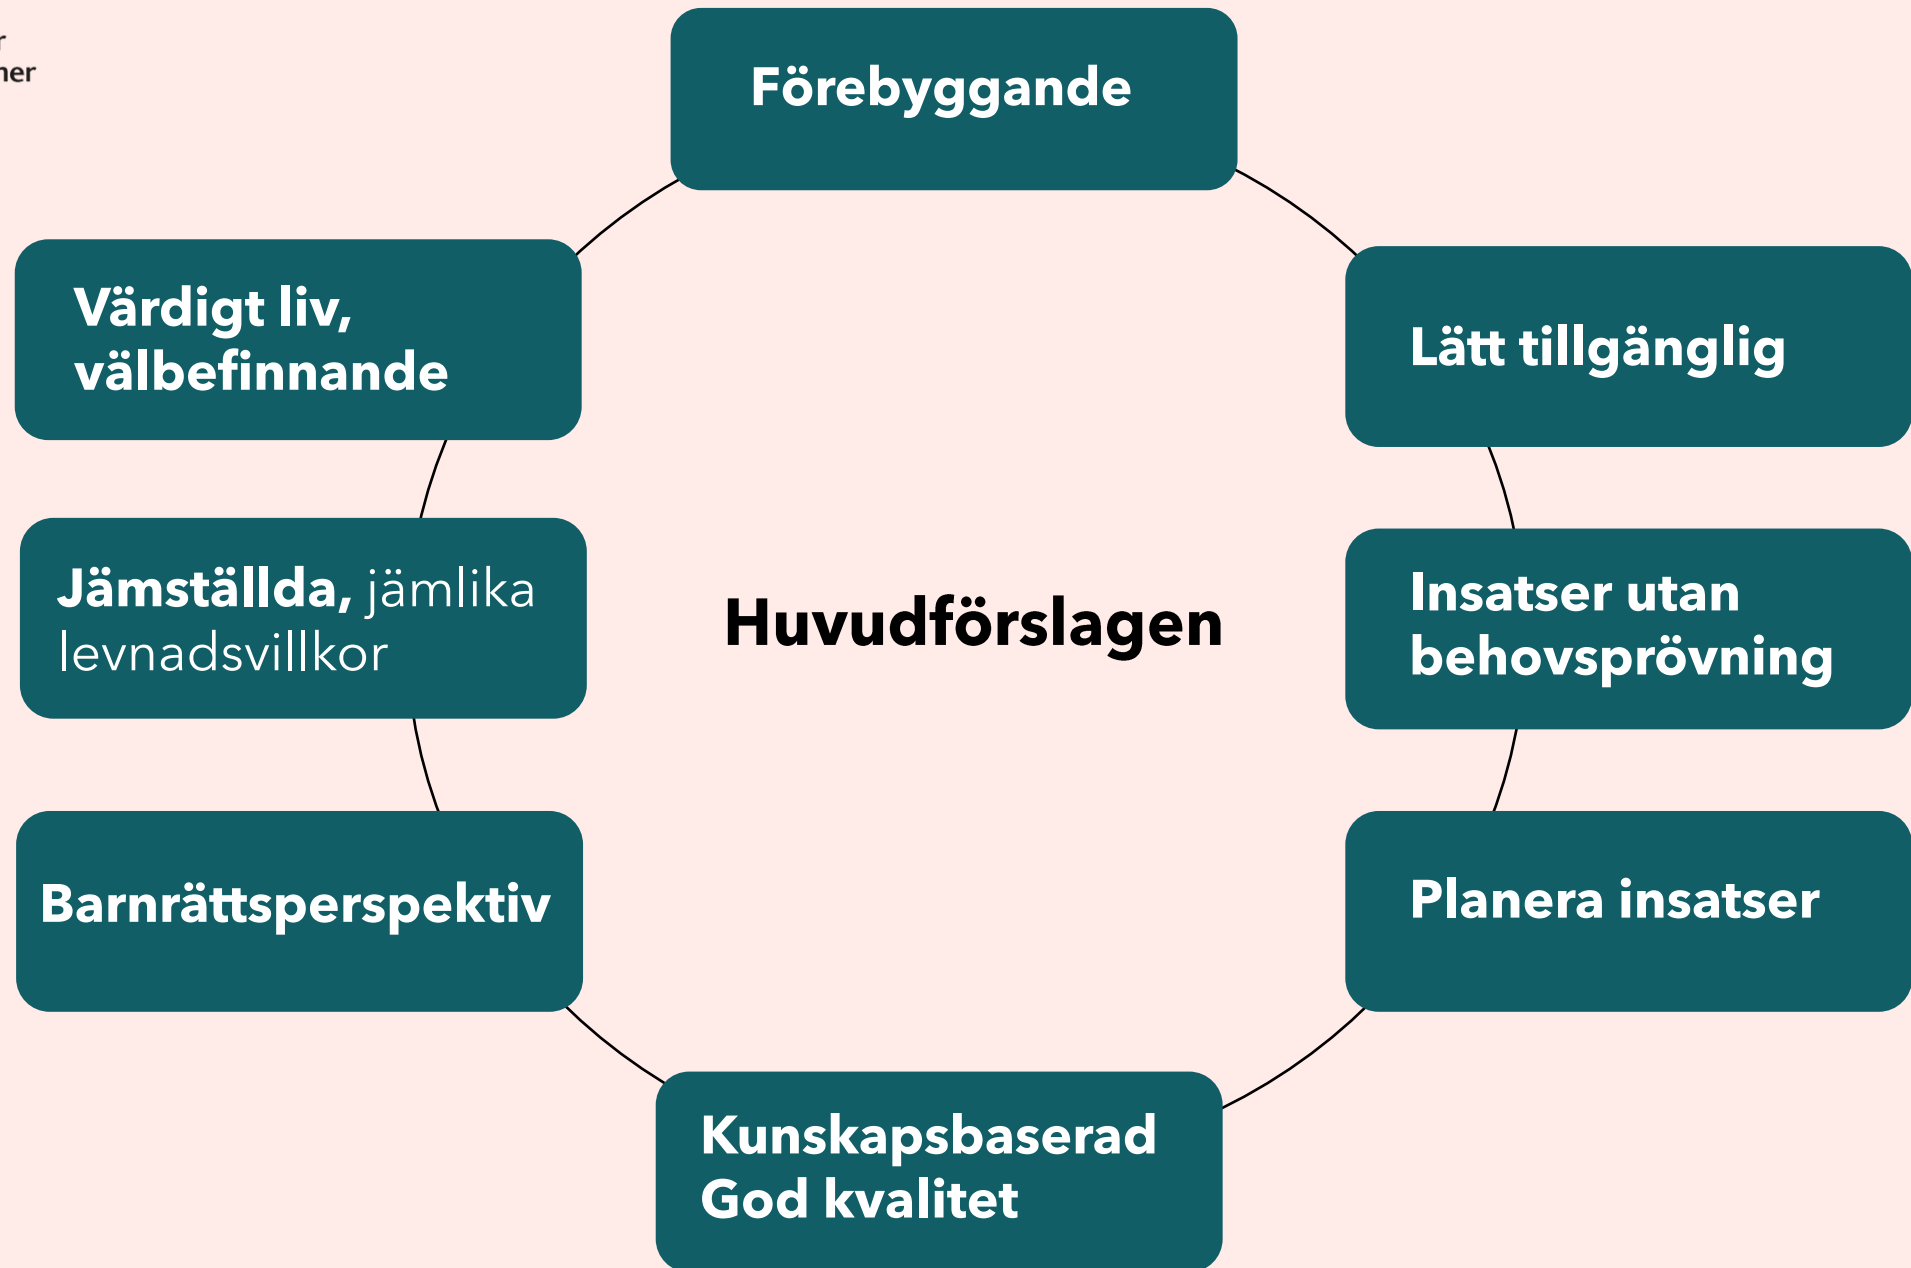 Förebyggande
Värdigt liv,
välbefinnande
Lätt tillgänglig
Jämställda, jämlika
levnadsvillkor
Huvudförslagen
Insatser utan
behovsprövning
Barnrättsperspektiv
Planera insatser
Kunskapsbaserad
God kvalitet